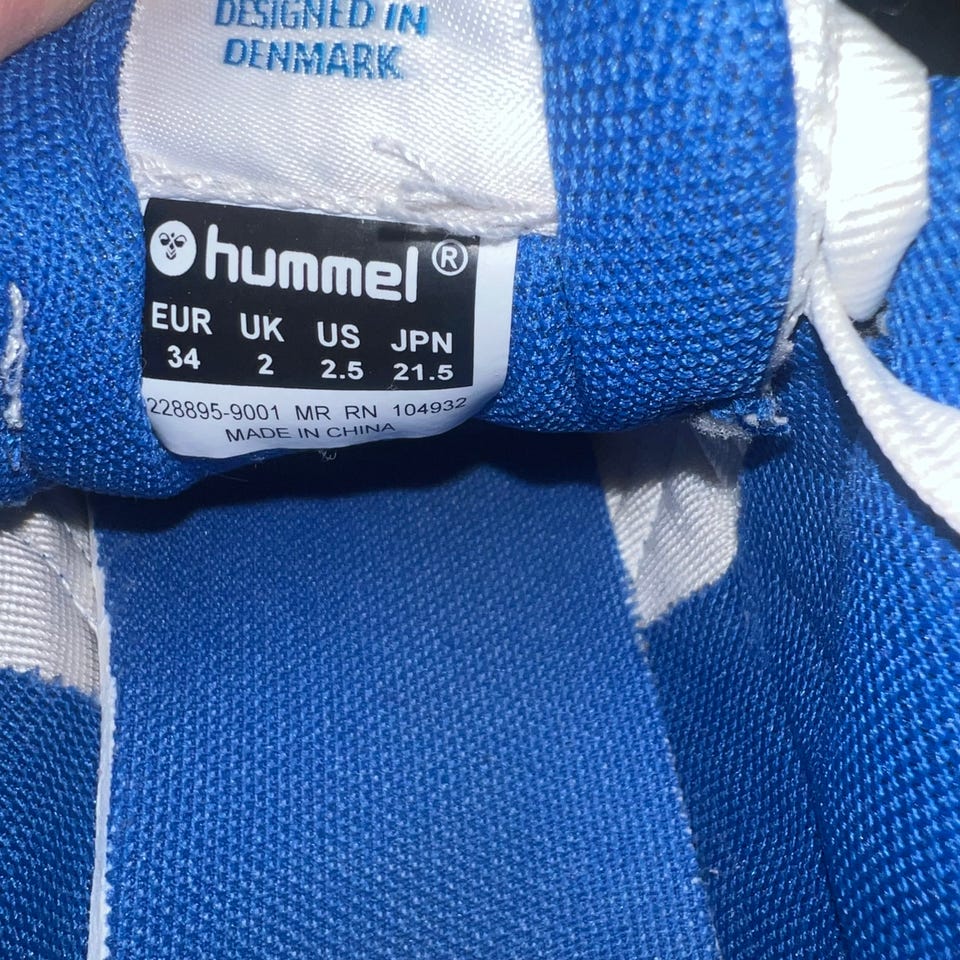 DESIGNED IN
DENMARK
hummel®
EUR UK US JPN
34 2 2.5 21.5
228895-9001 MR RN 104932
MADE IN CHINA